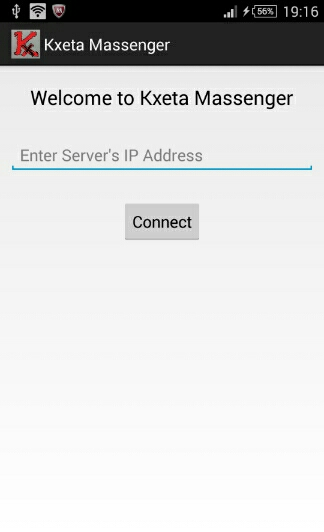 56% 19:16
Kxeta Massenger
Welcome to Kxeta Massenger
Enter Server's IP Address
Connect